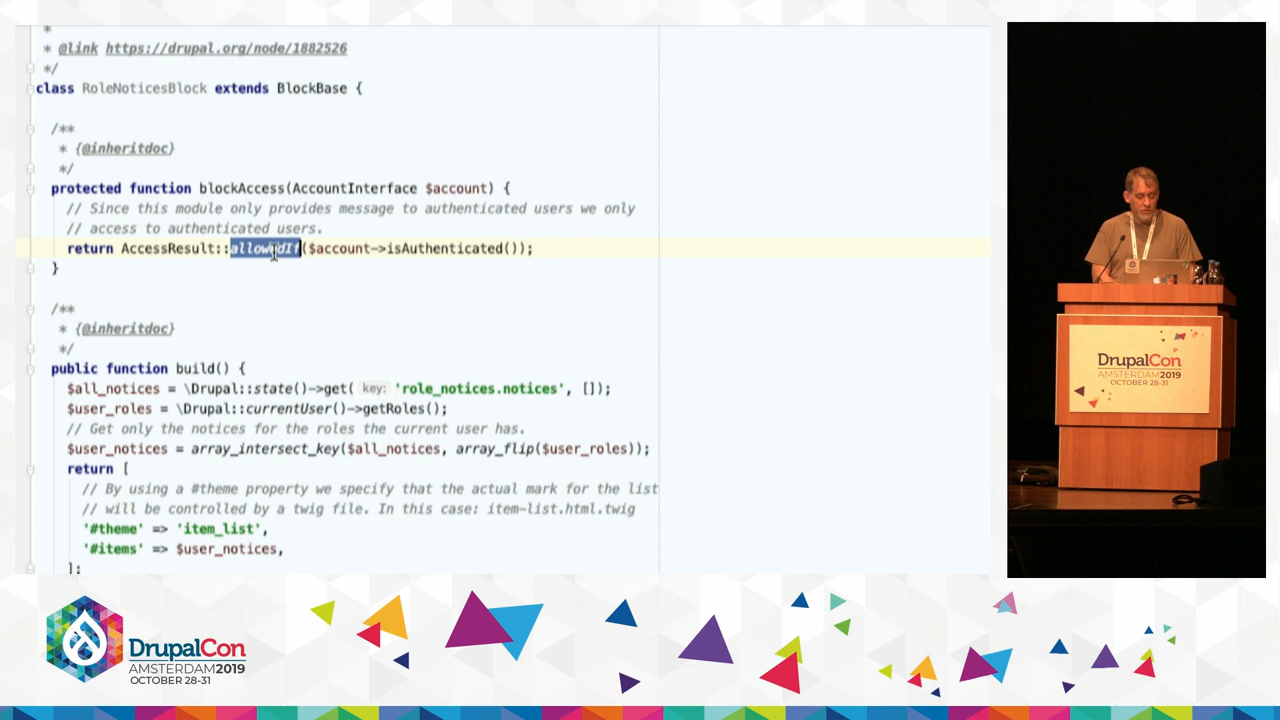 *
* @link https://drupal.org/node/1882526
*/
class RoleNoticesBlock extends BlockBase {
/**
* {@inheritdoc}
*/
protected function blockAccess(AccountInterface $account) {
// Since this module only provides message to authenticated users we only
// access to authenticated users.
return AccessResult::allowedIf($account->isAuthenticated());
}
/**
* {@inheritdoc}
*/
public function build() {
$all_notices = \Drupal::state()->get( key: 'role_notices.notices', []);
$user_roles = \Drupal::currentUser()->getRoles();
// Get only the notices for the roles the current user has.
$user_notices = array_intersect_key($all_notices, array_flip($user_roles));
return [
// By using a #theme property we specify that the actual mark for the list
// will be controlled by a twig file. In this case: item-list.html.twig
'#theme' => 'item_list',
'#items' => $user_notices,
];
DrupalCon
AMSTERDAM2019
OCTOBER 28-31
DrupalCon
AMSTERDAM2019
OCTOBER 28-31